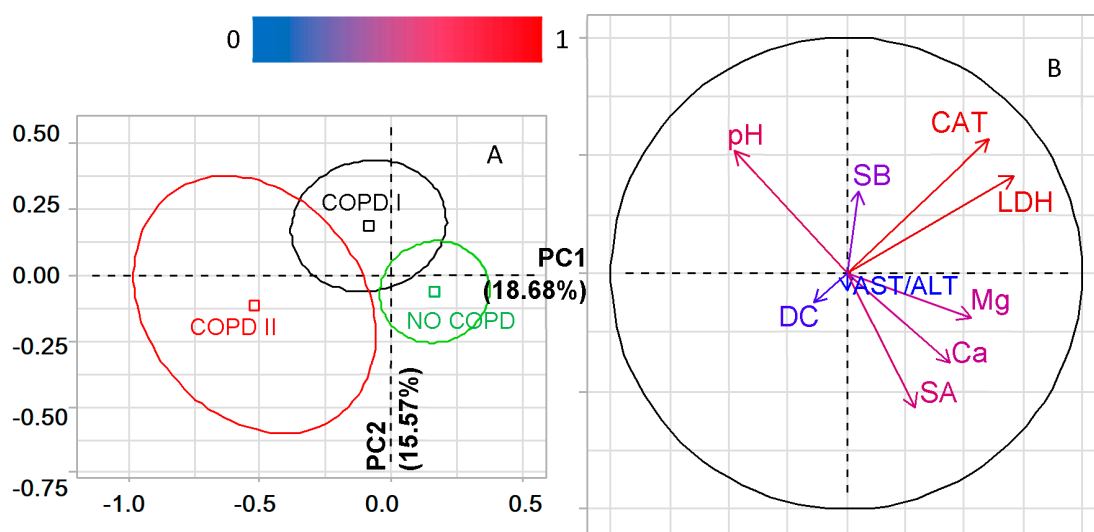 0
1
A
B
0.50
0.25
0.00
-0.25
-0.50
-0.75
-1.0
-0.5
0.0
0.5
COPD I
COPD II
NO COPD
PC1
(18.68%)
PC2
(15.57%)
pH
CAT
SB
LDH
AST/ALT
DC
Mg
Ca
SA